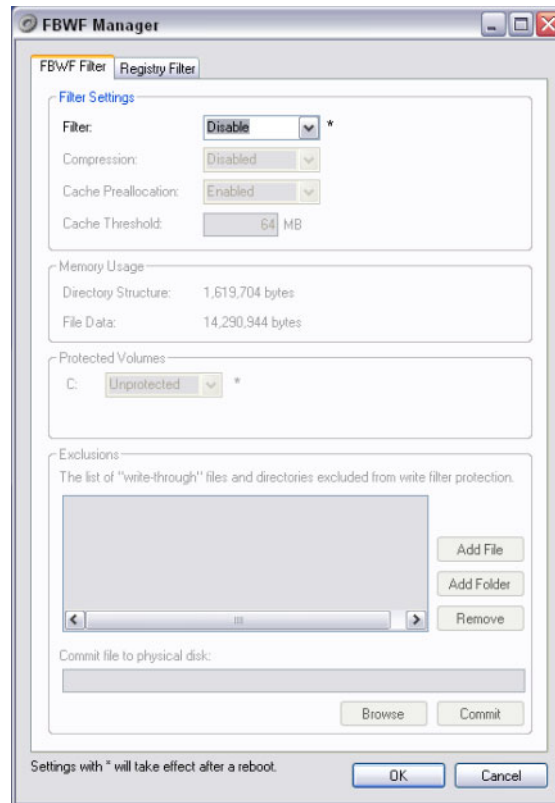 FBWF Manager
FBWF Filter Registry Filter
Filter Settings
Filter: Disable *
Compression: Disabled
Cache Preallocation: Enabled
Cache Threshold: 64 MB
Memory Usage
Directory Structure: 1,619,704 bytes
File Data: 14,290,944 bytes
Protected Volumes
C: Unprotected *
Exclusions
The list of "write-through" files and directories excluded from write filter protection.
Add File
Add Folder
Remove
Commit file to physical disk:
Browse Commit
Settings with * will take effect after a reboot.
OK Cancel